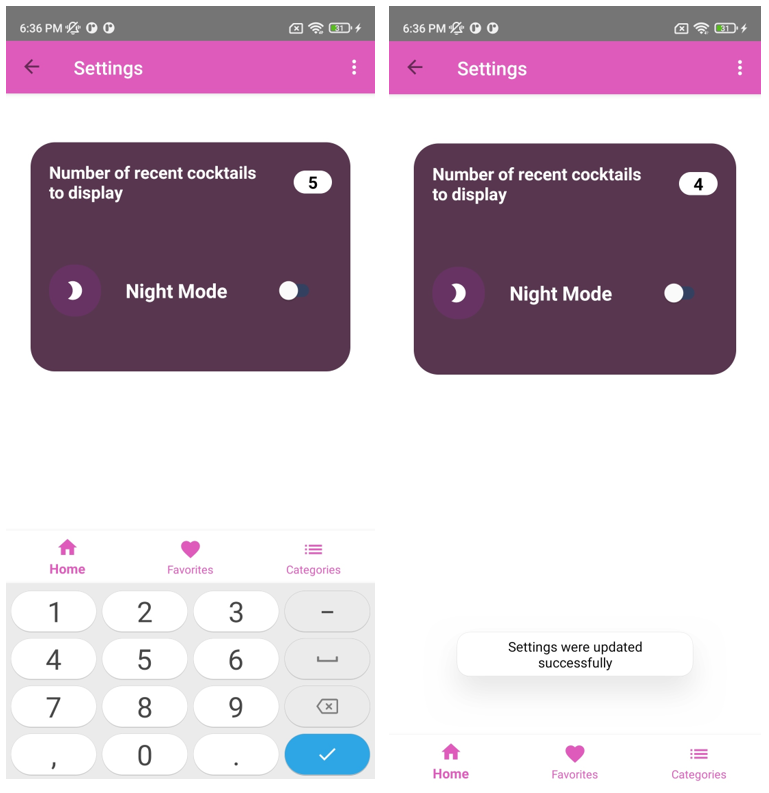 6:36 PM
31
Settings
Number of recent cocktails
to display
5
Night Mode
Home
Favorites
Categories
1 2 3 –
4 5 6
7 8 9
, 0 .
6:36 PM
31
Settings
Number of recent cocktails
to display
4
Night Mode
Settings were updated
successfully
Home
Favorites
Categories